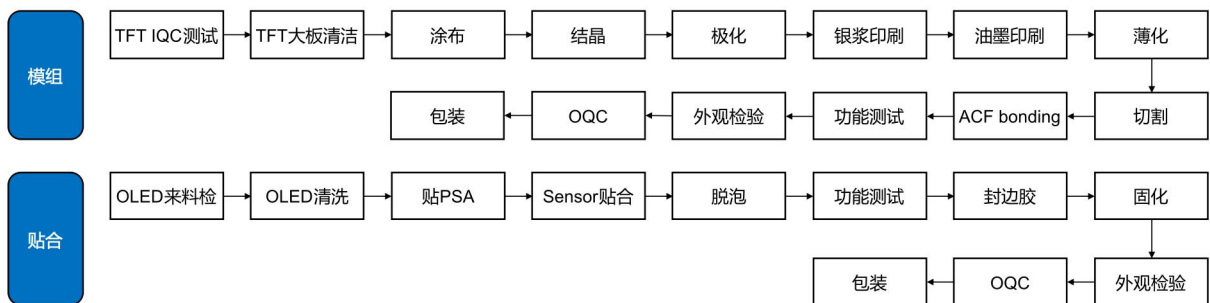 模组
TFT IQC测试
TFT大板清洁
涂布
结晶
极化
银浆印刷
油墨印刷
薄化
切割
ACF bonding
功能测试
外观检验
OQC
包装
贴合
OLED来料检
OLED清洗
贴PSA
Sensor贴合
脱泡
功能测试
封边胶
固化
外观检验
OQC
包装